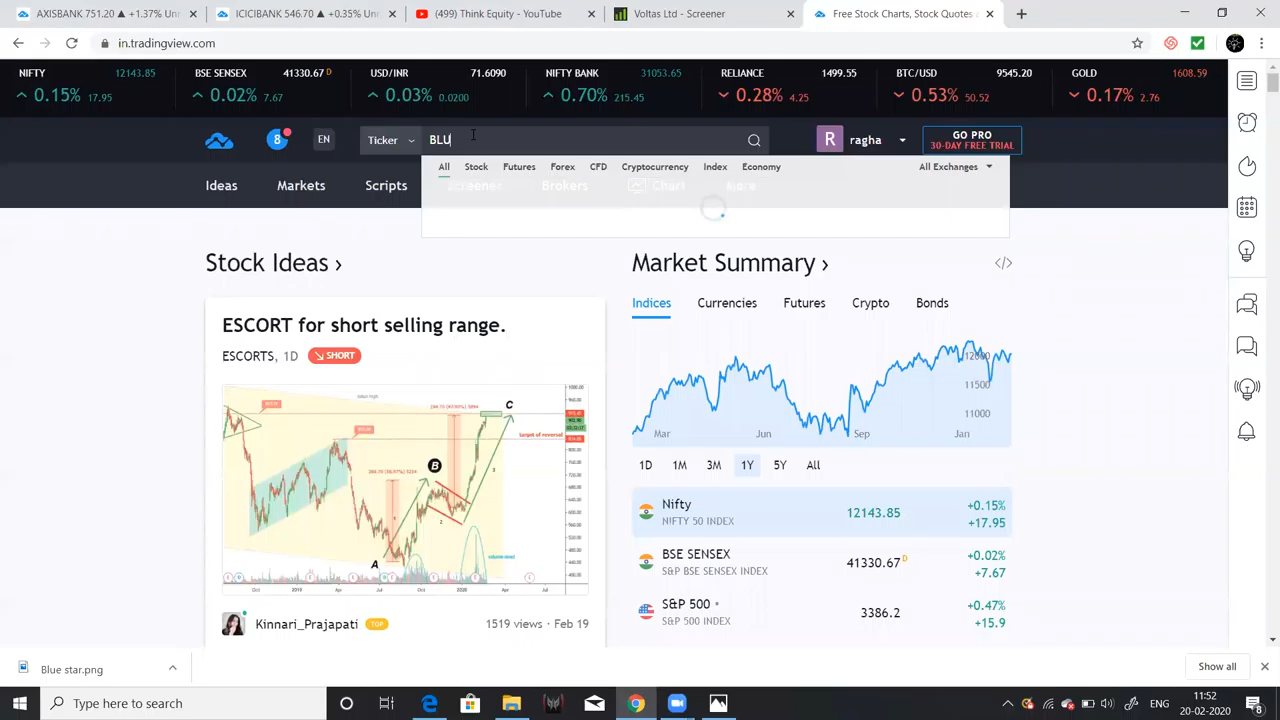 AXISBANK 751.20 ▲ +1.37% Un
ICICIBANK 546.70 ▲ +0.35% Unn
(499) Think Equity - YouTube
Voltas Ltd - Screener
Free Stock Charts, Stock Quotes
in.tradingview.com
NIFTY 12143.85
0.15% 17.95
BSE SENSEX 41330.67 D
0.02% 7.67
USD/INR 71.6090
0.03% 0.0200
NIFTY BANK 31053.65
0.70% 215.45
RELIANCE 1499.55
0.28% 4.25
BTC/USD 9545.20
0.53% 50.52
GOLD 1608.59
0.17% 2.76
8
EN
Ticker
BLU
R ragha
GO PRO
30-DAY FREE TRIAL
All Stock Futures Forex CFD Cryptocurrency Index Economy All Exchanges
Ideas Markets Scripts Screener Brokers Chart More
Stock Ideas ›
ESCORT for short selling range.
ESCORTS, 1D SHORT
C
B
A
target of reversal
Kinnari_Prajapati TOP
1519 views • Feb 19
Market Summary ›
</>
Indices Currencies Futures Crypto Bonds
12000
11500
11000
Mar Jun Sep Jan
1D 1M 3M 1Y 5Y All
Nifty
NIFTY 50 INDEX
12143.85
+0.15%
+17.95
BSE SENSEX
S&P BSE SENSEX INDEX
41330.67 D
+0.02%
+7.67
S&P 500
S&P 500 INDEX
3386.2
+0.47%
+15.9
Blue star.png
Show all
Type here to search
11:52
20-02-2020
8